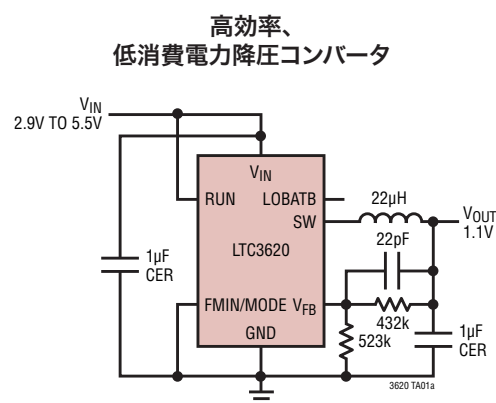 高効率、
低消費電力降圧コンバータ
VIN
2.9V TO 5.5V
VIN
RUN
LOBATB
22µH
VOUT
1.1V
SW
22pF
LTC3620
1µF
CER
FMIN/MODE
VFB
432k
GND
523k
1µF
CER
3620 TA01a